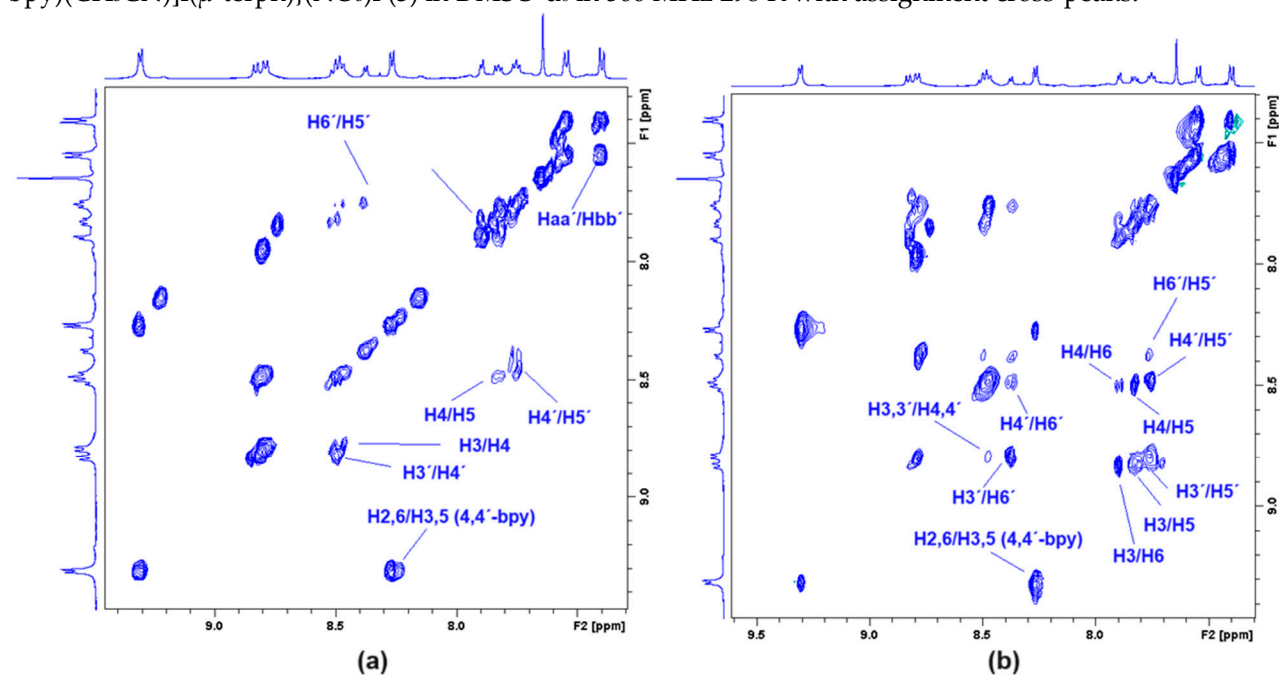 bpy)(CH3CN)]2(μ-terph)}(NO3)2 (3) in DMSO-d6 in 500 MHz 298 K with assignment cross-peaks.
H6´/H5´
Haa´/Hbb´
H4/H5
H4´/H5´
H3/H4
H3´/H4´
H2,6/H3,5 (4,4´-bpy)
F1 [ppm]
8.0
8.5
9.0
9.0
8.5
8.0
F2 [ppm]
(a)
H6´/H5´
H4´/H5´
H4/H6
H4/H5
H3,3´/H4,4´
H4´/H6´
H3´/H6´
H3´/H5´
H3/H5
H3/H6
H2,6/H3,5 (4,4´-bpy)
F1 [ppm]
8.0
8.5
9.0
9.5
9.0
8.5
8.0
F2 [ppm]
(b)